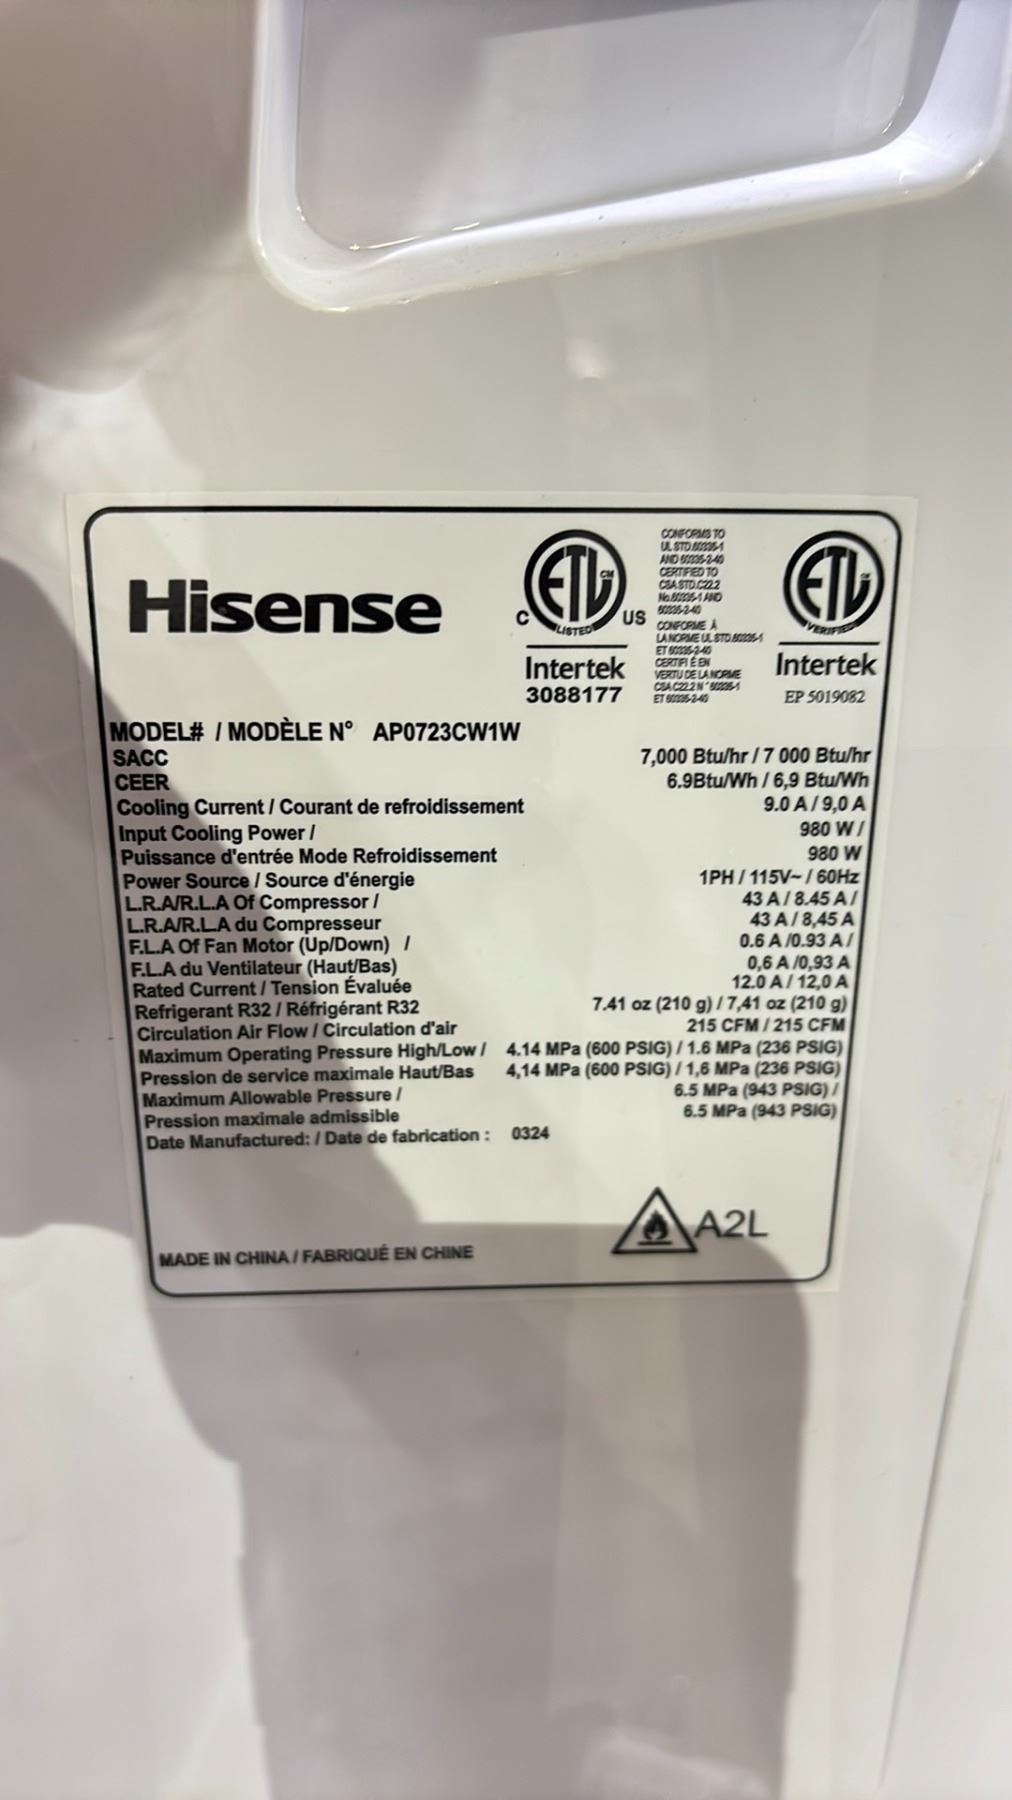 Hisense
C ETL CM US
LISTED
Intertek
3088177
CONFORMS TO
UL STD.60335-1
AND 60335-2-40
CERTIFIED TO
CSA STD.C22.2
No.60335-1 AND
60335-2-40
CONFORME À
LA NORME UL STD.60335-1
ET 60335-2-40
CERTIFIÉ EN
VERTU DE LA NORME
CSA C22.2 N°60335-1
ET 60335-2-40
ETL
VERIFIED
Intertek
EP 5019082
MODEL# / MODÈLE N° AP0723CW1W
SACC 7,000 Btu/hr / 7 000 Btu/hr
CEER 6.9Btu/Wh / 6,9 Btu/Wh
Cooling Current / Courant de refroidissement 9.0 A / 9,0 A
Input Cooling Power / 980 W /
Puissance d'entrée Mode Refroidissement 980 W
Power Source / Source d'énergie 1PH / 115V~ / 60Hz
L.R.A/R.L.A Of Compressor / 43 A / 8.45 A /
L.R.A/R.L.A du Compresseur 43 A / 8,45 A
F.L.A Of Fan Motor (Up/Down) / 0.6 A /0.93 A /
F.L.A du Ventilateur (Haut/Bas) 0,6 A /0,93 A
Rated Current / Tension Évaluée 12.0 A / 12,0 A
Refrigerant R32 / Réfrigérant R32 7.41 oz (210 g) / 7,41 oz (210 g)
Circulation Air Flow / Circulation d'air 215 CFM / 215 CFM
Maximum Operating Pressure High/Low / 4.14 MPa (600 PSIG) / 1.6 MPa (236 PSIG)
Pression de service maximale Haut/Bas 4,14 MPa (600 PSIG) / 1,6 MPa (236 PSIG)
Maximum Allowable Pressure / 6.5 MPa (943 PSIG) /
Pression maximale admissible 6.5 MPa (943 PSIG)
Date Manufactured: / Date de fabrication : 0324
A2L
MADE IN CHINA / FABRIQUÉ EN CHINE